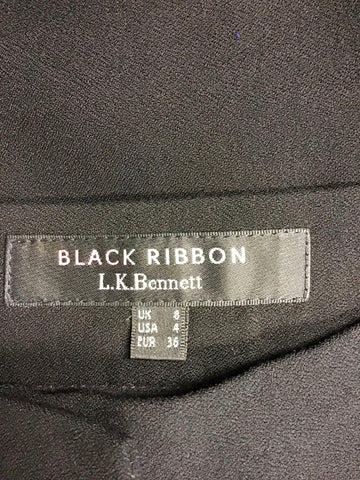 BLACK RIBBON
L.K.Bennett
UK 8
USA 4
EUR 36